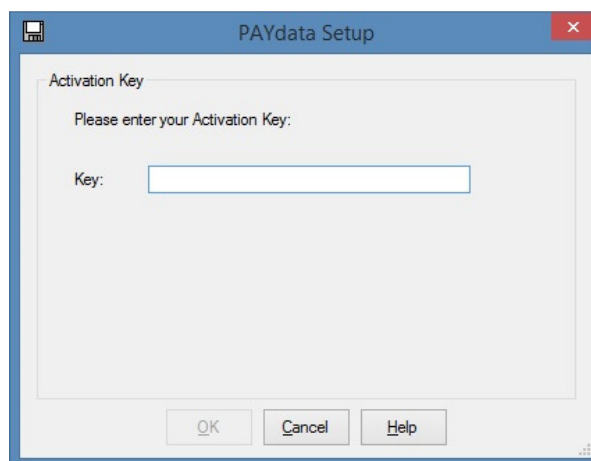 PAYdata Setup
Activation Key
Please enter your Activation Key:
Key:
OK Cancel Help